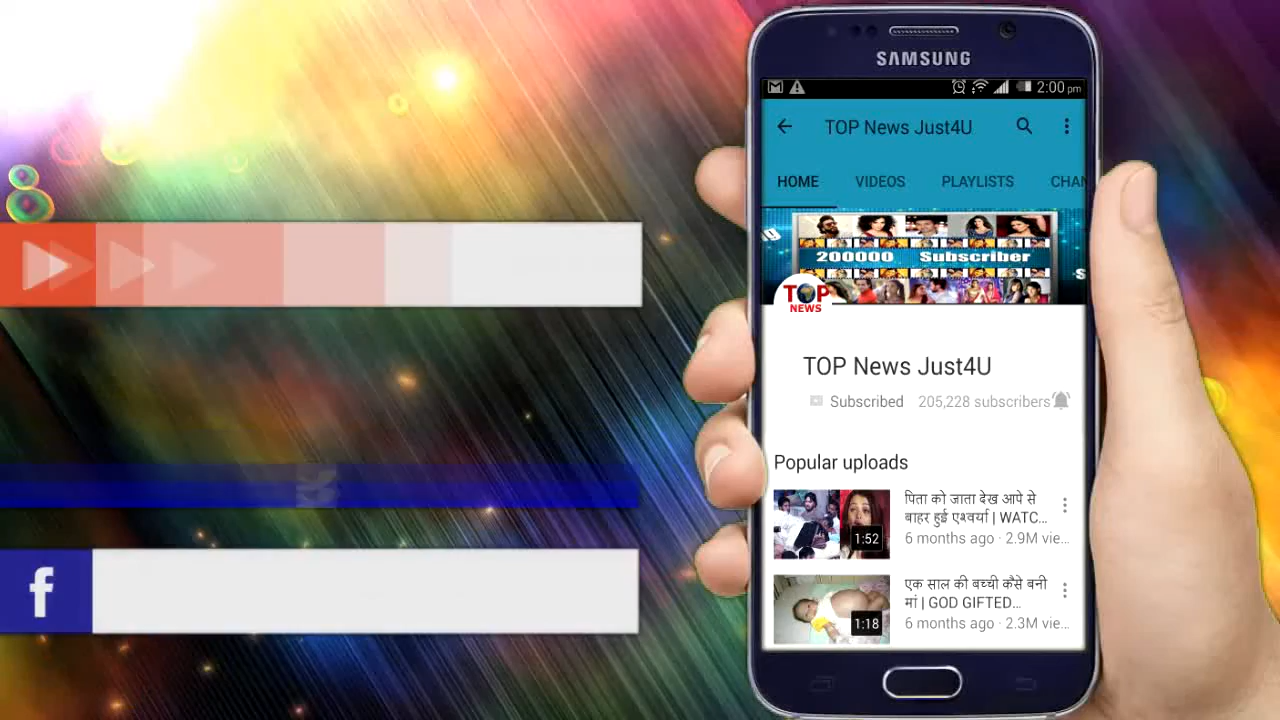 SAMSUNG
2:00 pm
TOP News Just4U
HOME VIDEOS PLAYLISTS CHAN
200000 Subscriber
TOP
NEWS
TOP News Just4U
Subscribed 205,228 subscribers
Popular uploads
पिता को जाता देख आपे से
बाहर हुई एश्वर्या | WATC...
6 months ago · 2.9M vie...
1:52
एक साल की बच्ची कैसे बनी
मां | GOD GIFTED...
6 months ago · 2.3M vie...
1:18
f